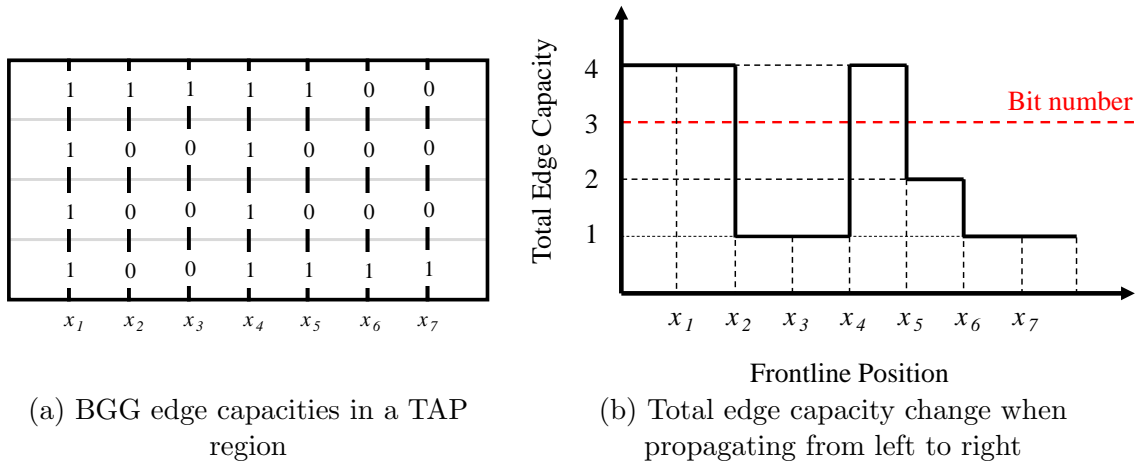 1 1 1 1 1 0 0
1 0 0 1 0 0 0
1 0 0 1 0 0 0
1 0 0 1 1 1 1
x₁ x₂ x₃ x₄ x₅ x₆ x₇
(a) BGG edge capacities in a TAP
region
Total Edge Capacity
4
3
2
1
Bit number
x₁ x₂ x₃ x₄ x₅ x₆ x₇
Frontline Position
(b) Total edge capacity change when
propagating from left to right